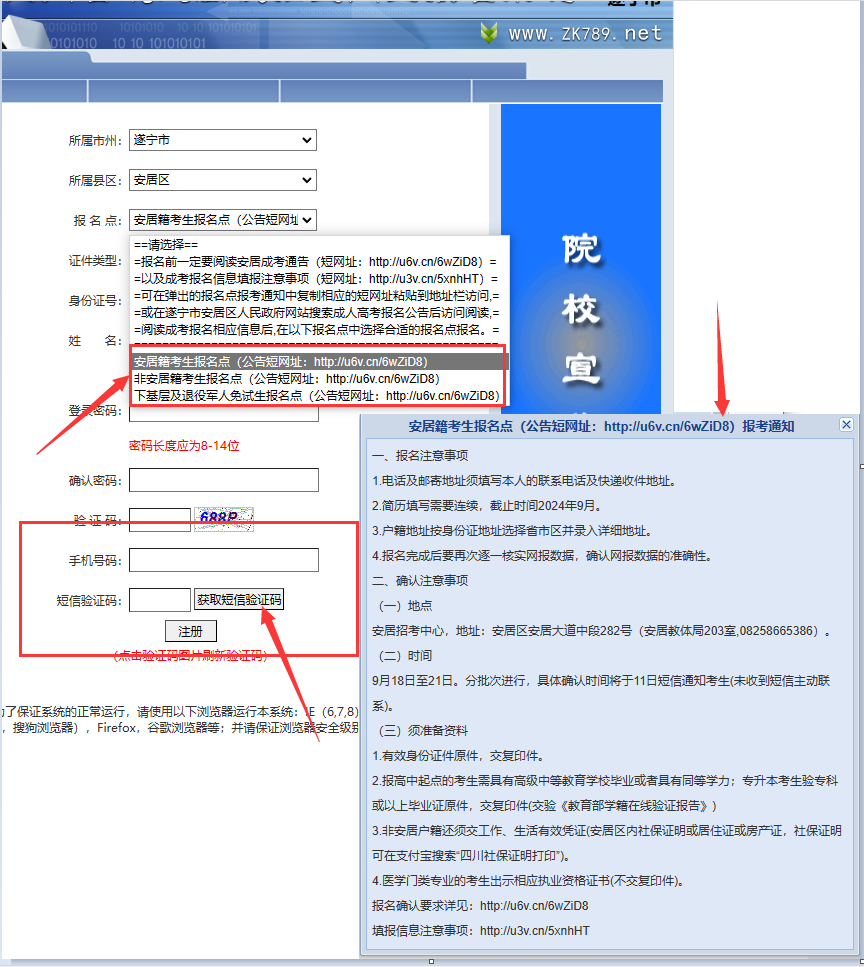 www. ZK789. net
所属市州：
遂宁市
所属县区：
安居区
报 名 点：
安居籍考生报名点（公告短网址
==请选择==
=报名前一定要阅读安居成考通告（短网址：http://u6v.cn/6wZiD8）=
=以及成考报名信息填报注意事项（短网址：http://u3v.cn/5xnhHT）=
=可在弹出的报名点报考通知中复制相应的短网址粘贴到地址栏访问,=
=或在遂宁市安居区人民政府网站搜索成人高考报名公告后访问阅读,=
=阅读成考报名相应信息后,在以下报名点中选择合适的报名点报名。=
安居籍考生报名点（公告短网址：http://u6v.cn/6wZiD8）
非安居籍考生报名点（公告短网址：http://u6v.cn/6wZiD8）
下基层及退役军人免试生报名点（公告短网址：http://u6v.cn/6wZiD8）
证件类型：
身份证号：
姓 名：
登录密码：
密码长度应为8-14位
确认密码：
验 证 码：
688P
手机号码：
短信验证码：
获取短信验证码
注册
（点击验证码图片刷新验证码）
了保证系统的正常运行，请使用以下浏览器运行本系统：IE（6,7,8）
，搜狗浏览器），Firefox，谷歌浏览器等；并请保证浏览器安全级别
院
校
宣
安居籍考生报名点（公告短网址：http://u6v.cn/6wZiD8）报考通知
一、报名注意事项
1.电话及邮寄地址须填写本人的联系电话及快递收件地址。
2.简历填写需要连续，截止时间2024年9月。
3.户籍地址按身份证地址选择省市区并录入详细地址。
4.报名完成后要再次逐一核实网报数据，确认网报数据的准确性。
二、确认注意事项
（一）地点
安居招考中心，地址：安居区安居大道中段282号（安居教体局203室,08258665386）。
（二）时间
9月18日至21日。分批次进行，具体确认时间将于11日短信通知考生(未收到短信主动联
系)。
（三）须准备资料
1.有效身份证件原件，交复印件。
2.报高中起点的考生需具有高级中等教育学校毕业或者具有同等学力；专升本考生验专科
或以上毕业证原件，交复印件(交验《教育部学籍在线验证报告》)
3.非安居户籍还须交工作、生活有效凭证(安居区内社保证明或居住证或房产证，社保证明
可在支付宝搜索“四川社保证明打印”)。
4.医学门类专业的考生出示相应执业资格证书(不交复印件)。
报名确认要求详见：http://u6v.cn/6wZiD8
填报信息注意事项：http://u3v.cn/5xnhHT